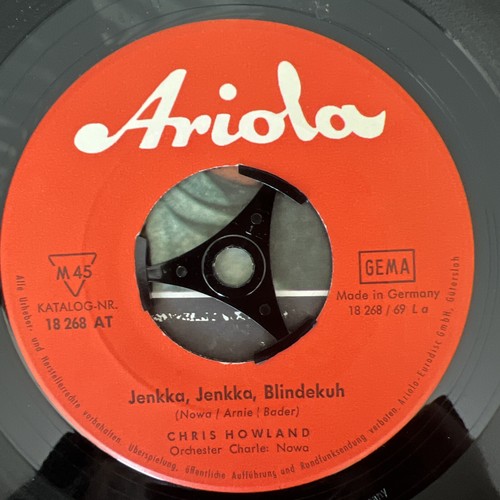 Ariola
M 45
KATALOG-NR.
18 268 AT
GEMA
Made in Germany
18 268 / 69 L a
Jenkka, Jenkka, Blindekuh
(Nowa / Arnie / Bader)
CHRIS HOWLAND
Orchester Charles Nowa
Alle Urheber- und Herstellerrechte vorbehalten. Überspielung, öffentliche Aufführung und Rundfunksendung verboten. Ariola-Eurodisc GmbH, Gütersloh